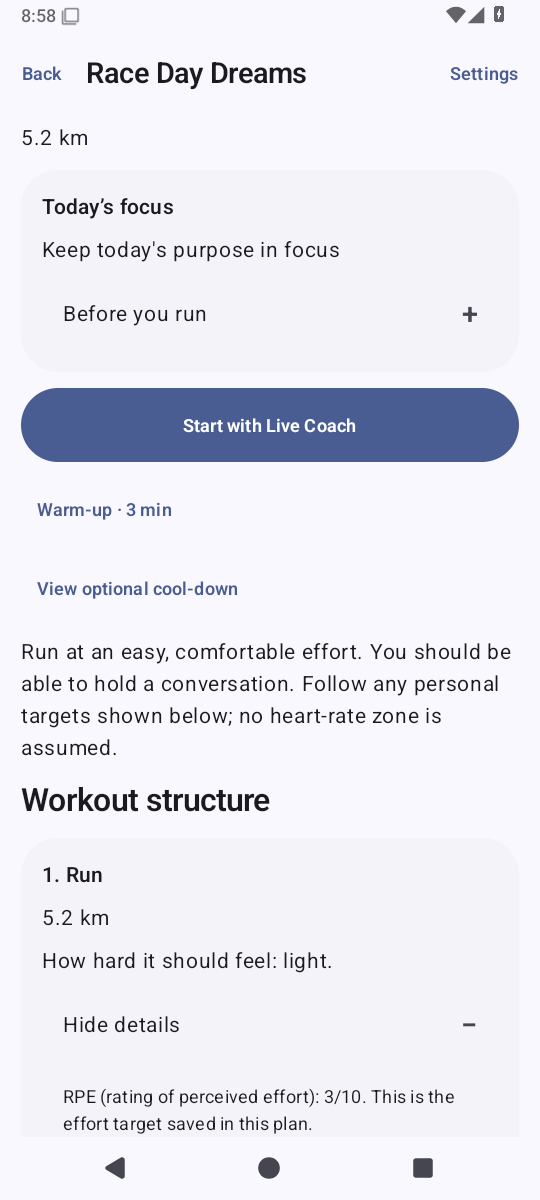 8:58
Back
Race Day Dreams
Settings
5.2 km
Today’s focus
Keep today's purpose in focus
Before you run
+
Start with Live Coach
Warm-up · 3 min
View optional cool-down
Run at an easy, comfortable effort. You should be
able to hold a conversation. Follow any personal
targets shown below; no heart-rate zone is
assumed.
Workout structure
1. Run
5.2 km
How hard it should feel: light.
Hide details
−
RPE (rating of perceived effort): 3/10. This is the
effort target saved in this plan.